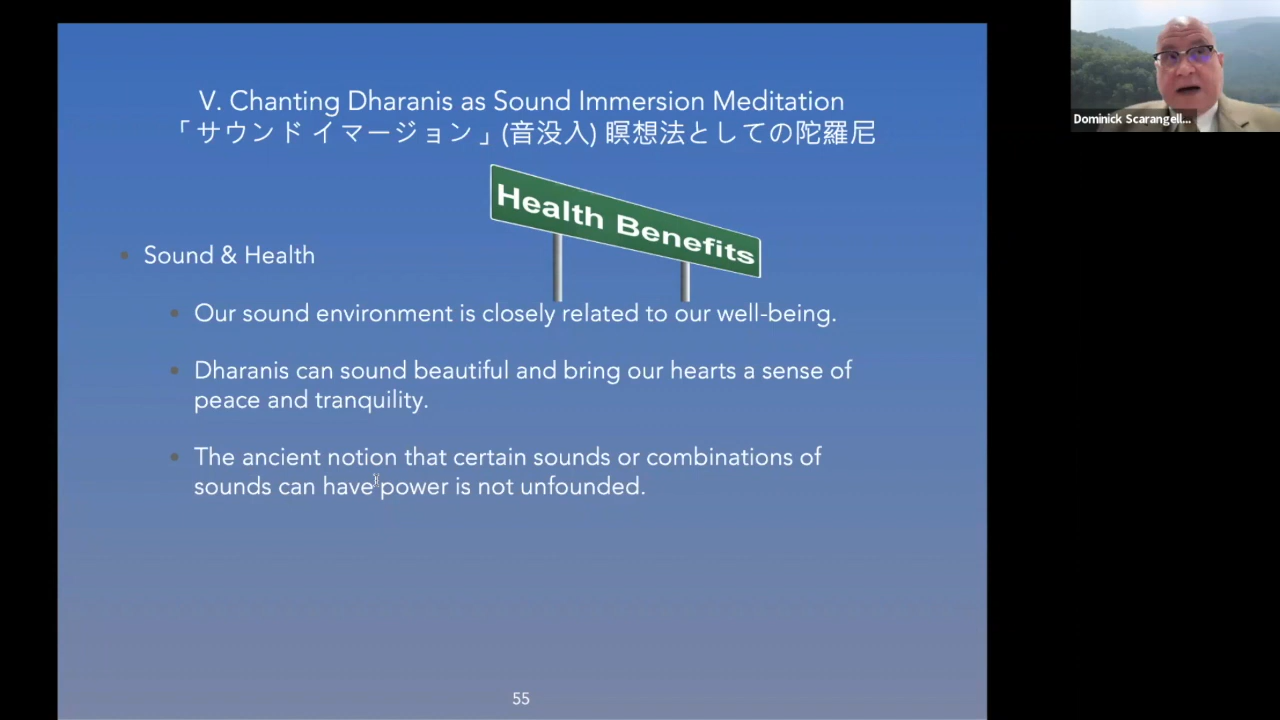 V. Chanting Dharanis as Sound Immersion Meditation
「サウンド イマージョン」(音没入) 瞑想法としての陀羅尼
Health Benefits
• Sound & Health
• Our sound environment is closely related to our well-being.
• Dharanis can sound beautiful and bring our hearts a sense of
peace and tranquility.
• The ancient notion that certain sounds or combinations of
sounds can have power is not unfounded.
55
Dominick Scarangell...